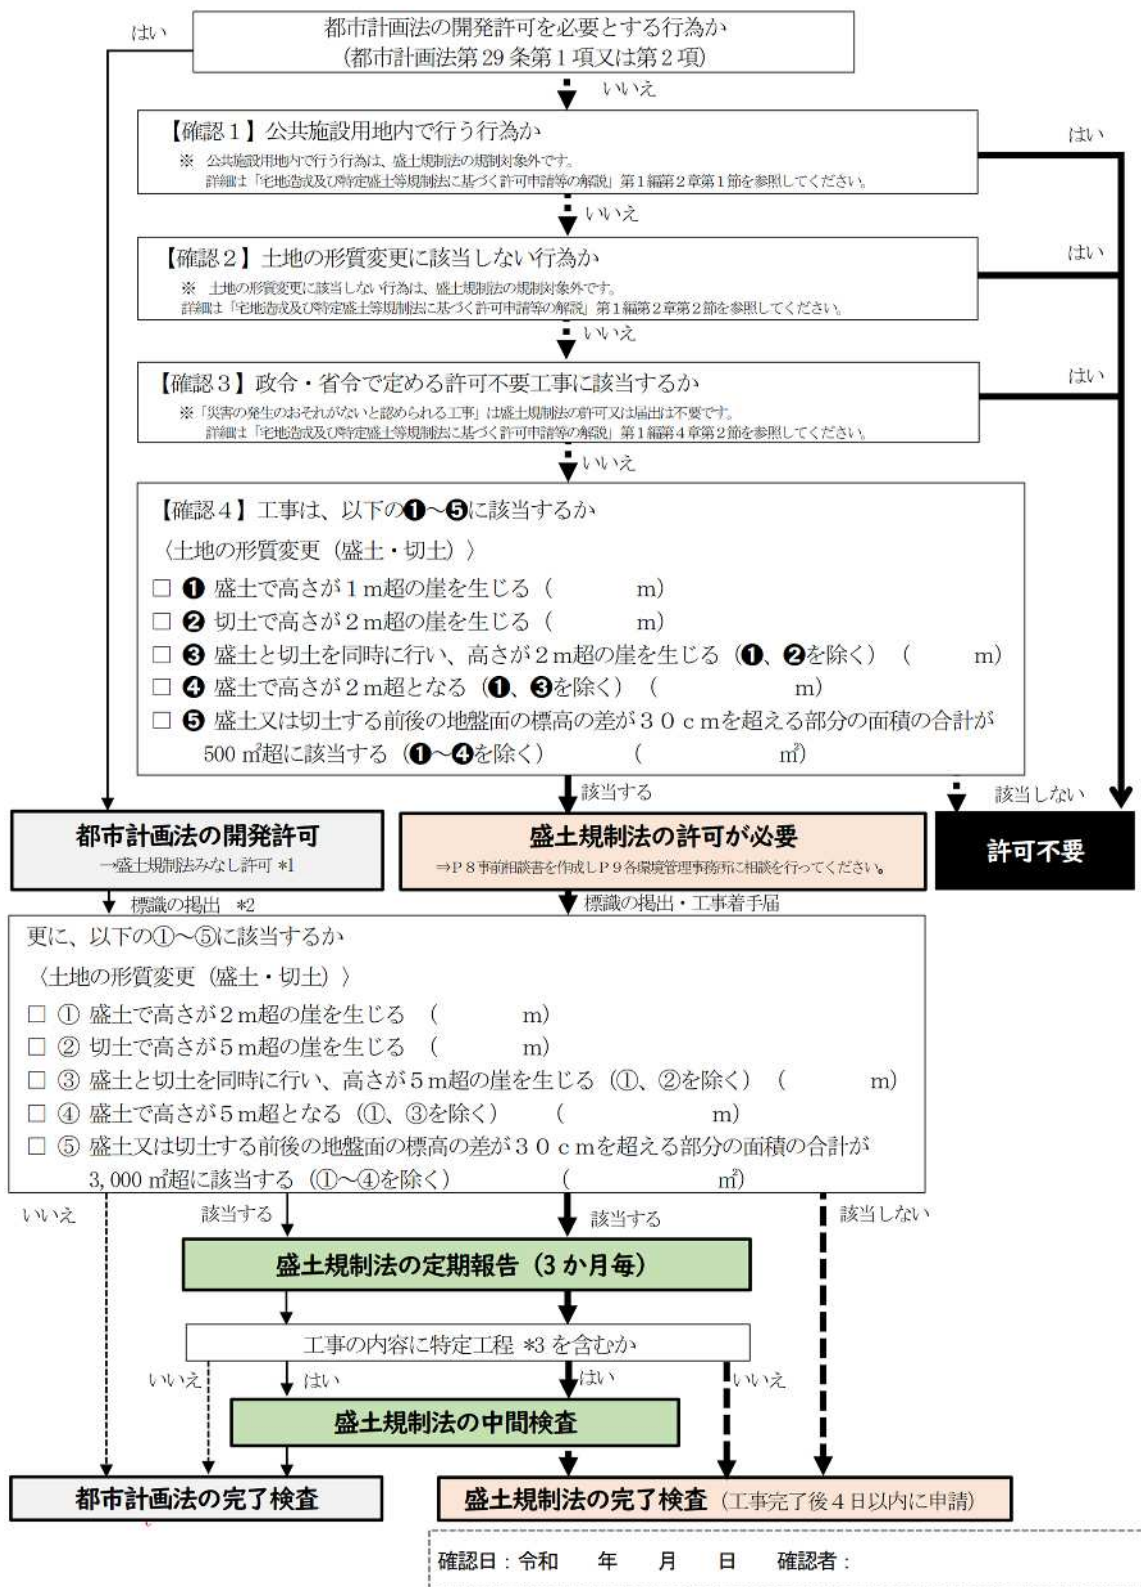 都市計画法の開発許可を必要とする行為か
(都市計画法第29条第1項又は第2項)
はい
いいえ
【確認１】公共施設用地内で行う行為か
※　公共施設用地内で行う行為は、盛土規制法の規制対象外です。
詳細は「宅地造成及び特定盛土等規制法に基づく許可申請等の解説」第１編第２章第１節を参照してください。
はい
いいえ
【確認２】土地の形質変更に該当しない行為か
※　土地の形質変更に該当しない行為は、盛土規制法の規制対象外です。
詳細は「宅地造成及び特定盛土等規制法に基づく許可申請等の解説」第１編第２章第２節を参照してください。
はい
いいえ
【確認３】政令・省令で定める許可不要工事に該当するか
※「災害の発生のおそれがないと認められる工事」は盛土規制法の許可又は届出は不要です。
詳細は「宅地造成及び特定盛土等規制法に基づく許可申請等の解説」第１編第４章第２節を参照してください。
はい
いいえ
【確認４】工事は、以下の❶～❺に該当するか
〈土地の形質変更（盛土・切土）〉
□ ❶ 盛土で高さが１ｍ超の崖を生じる（　　　　ｍ）
□ ❷ 切土で高さが２ｍ超の崖を生じる（　　　　ｍ）
□ ❸ 盛土と切土を同時に行い、高さが２ｍ超の崖を生じる（❶、❷を除く）（　　　ｍ）
□ ❹ 盛土で高さが２ｍ超となる（❶、❸を除く）（　　　　　　ｍ）
□ ❺ 盛土又は切土する前後の地盤面の標高の差が３０ｃｍを超える部分の面積の合計が
500 ㎡超に該当する（❶～❹を除く）　　　　（　　　　　　㎡）
該当する
該当しない
都市計画法の開発許可
→盛土規制法みなし許可 *1
盛土規制法の許可が必要
⇒Ｐ８事前相談書を作成しＰ９各環境管理事務所に相談を行ってください。
許可不要
標識の掲出　*2
標識の掲出・工事着手届
更に、以下の①～⑤に該当するか
〈土地の形質変更（盛土・切土）〉
□ ① 盛土で高さが２ｍ超の崖を生じる　（　　　　ｍ）
□ ② 切土で高さが５ｍ超の崖を生じる　（　　　　ｍ）
□ ③ 盛土と切土を同時に行い、高さが５ｍ超の崖を生じる（①、②を除く）（　　　　ｍ）
□ ④ 盛土で高さが５ｍ超となる（①、③を除く）　　（　　　　　　　ｍ）
□ ⑤ 盛土又は切土する前後の地盤面の標高の差が３０ｃｍを超える部分の面積の合計が
3,000 ㎡超に該当する（①～④を除く）　　　　　（　　　　　　　㎡）
いいえ
該当する
該当する
該当しない
盛土規制法の定期報告（３か月毎）
工事の内容に特定工程 *3 を含むか
いいえ
はい
はい
いいえ
盛土規制法の中間検査
都市計画法の完了検査
盛土規制法の完了検査（工事完了後４日以内に申請）
確認日：令和　　年　　月　　日　　確認者：